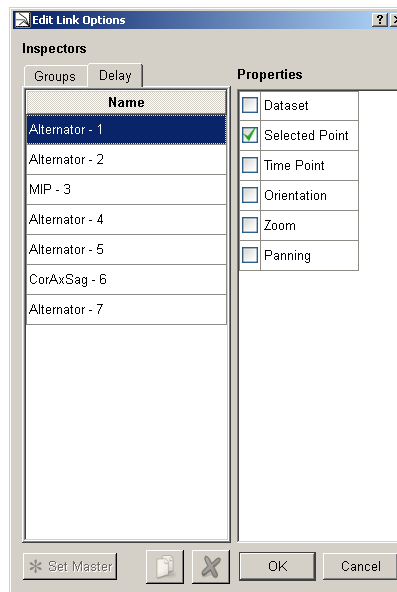 Edit Link Options
Inspectors
Groups Delay
Properties
Name
Alternator - 1
Alternator - 2
MIP - 3
Alternator - 4
Alternator - 5
CorAxSag - 6
Alternator - 7
Dataset
Selected Point
Time Point
Orientation
Zoom
Panning
Set Master
OK
Cancel